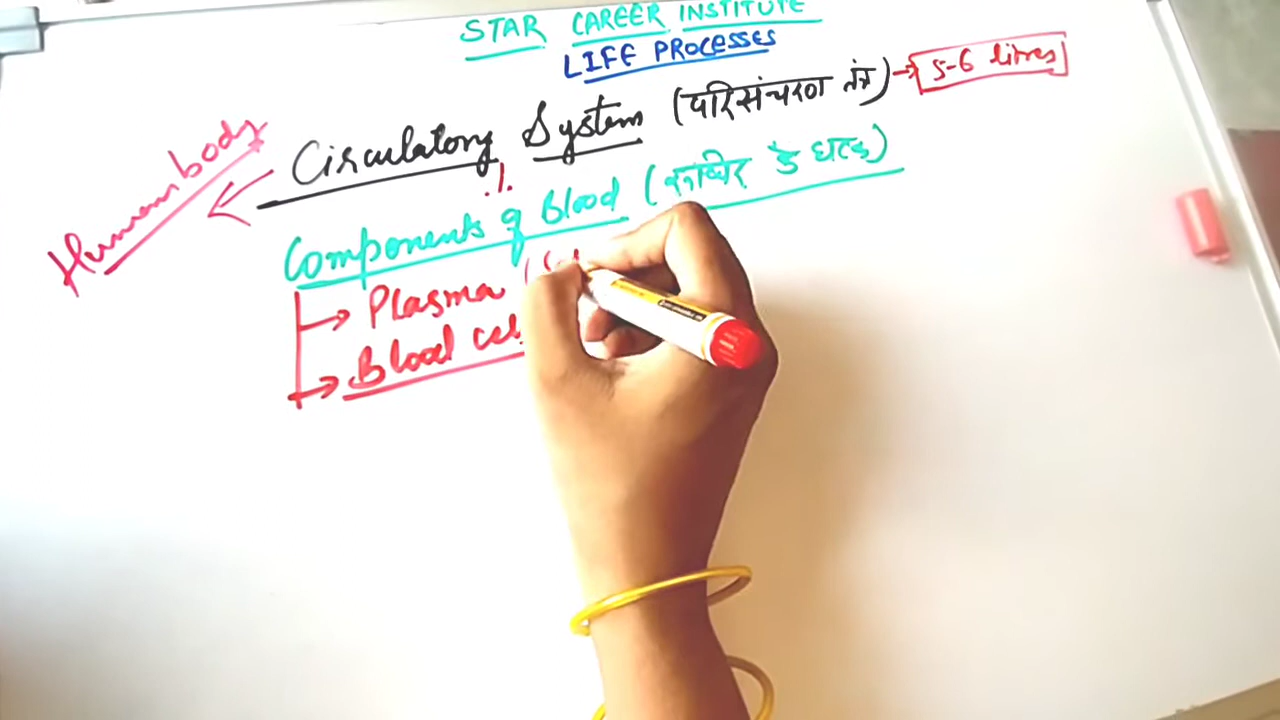 STAR CAREER INSTITUTE
LIFE PROCESSES
Circulatory System (परिसंचरण तंत्र) → 5-6 litres
Human body
Components of Blood (रूधिर के घटक)
→ Plasma (
→ Blood